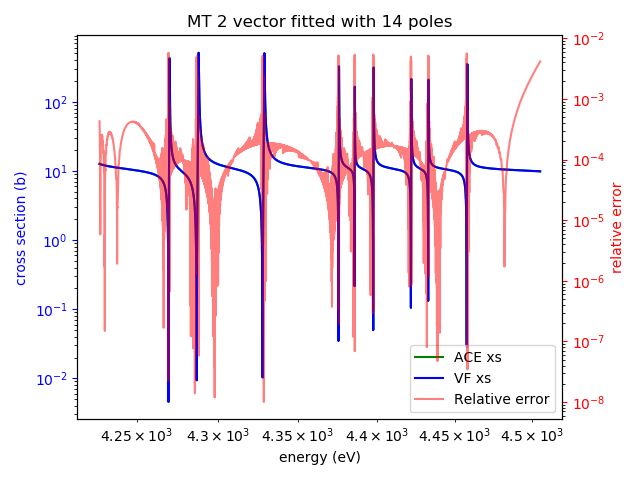 MT 2 vector fitted with 14 poles
cross section (b)
10²
10¹
10⁰
10⁻¹
10⁻²
10⁻²
10⁻³
10⁻⁴
10⁻⁵
10⁻⁶
10⁻⁷
10⁻⁸
relative error
ACE xs
VF xs
Relative error
4.25 × 10³ 4.3 × 10³ 4.35 × 10³ 4.4 × 10³ 4.45 × 10³ 4.5 × 10³
energy (eV)